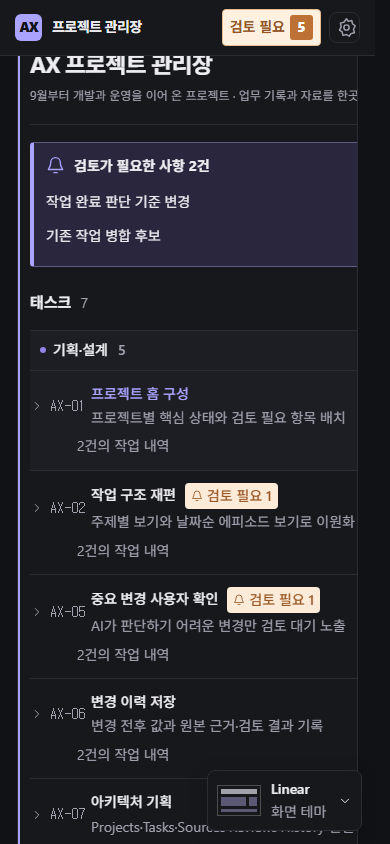 AX 프로젝트 관리장 검토 필요 5
AX 프로젝트 관리장
9월부터 개발과 운영을 이어 온 프로젝트 · 업무 기록과 자료를 한곳
검토가 필요한 사항 2건
작업 완료 판단 기준 변경
기존 작업 병합 후보
태스크 7
기획·설계 5
AX-01 프로젝트 홈 구성
프로젝트별 핵심 상태와 검토 필요 항목 배치
2건의 작업 내역
AX-02 작업 구조 재편 검토 필요 1
주제별 보기와 날짜순 에피소드 보기로 이원화
2건의 작업 내역
AX-05 중요 변경 사용자 확인 검토 필요 1
AI가 판단하기 어려운 변경만 검토 대기 노출
2건의 작업 내역
AX-06 변경 이력 저장
변경 전후 값과 원본 근거·검토 결과 기록
2건의 작업 내역
AX-07 아키텍처 기획
Projects·Tasks·Sources
Linear
화면 테마